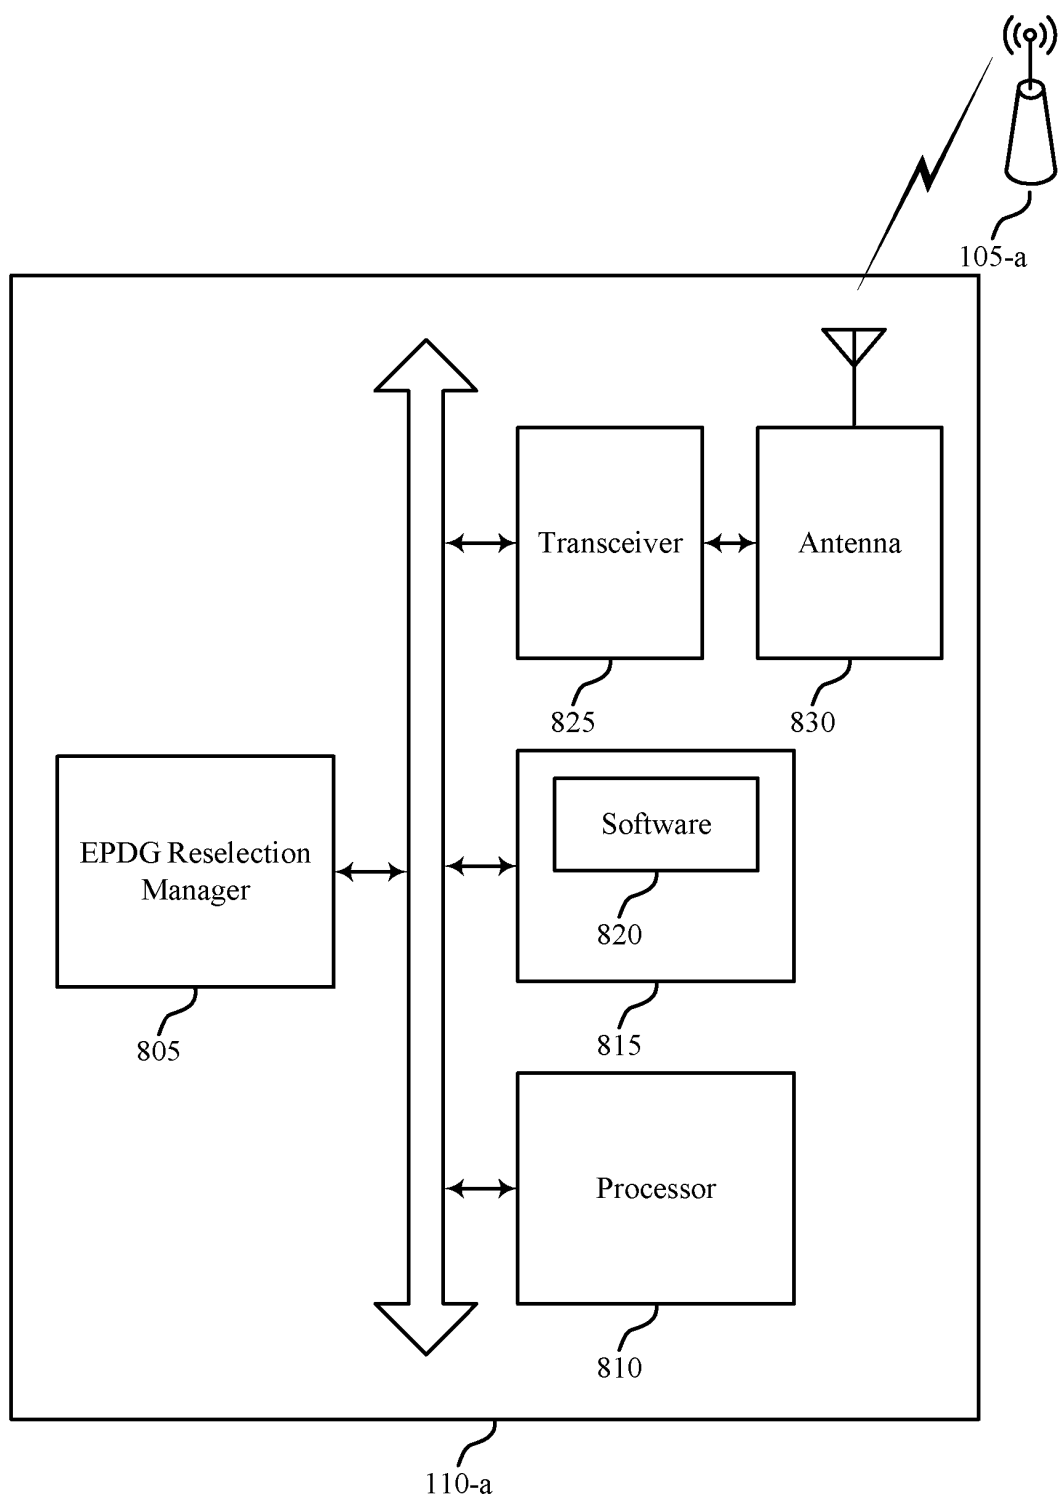 105-a
Transceiver
Antenna
825
830
Software
EPDG Reselection
Manager
820
815
805
Processor
810
110-a